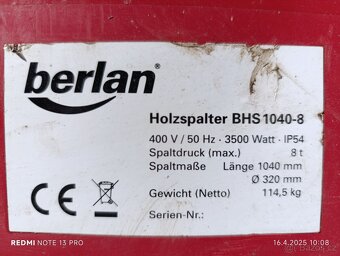 berlan
Holzspalter BHS 1040-8
400 V / 50 Hz · 3500 Watt · IP54
Spaltdruck (max.) 8 t
Spaltmaße Länge 1040 mm
Ø 320 mm
Gewicht (Netto) 114,5 kg
Serien-Nr.:
CE
REDMI NOTE 13 PRO
16.4.2025 10:08